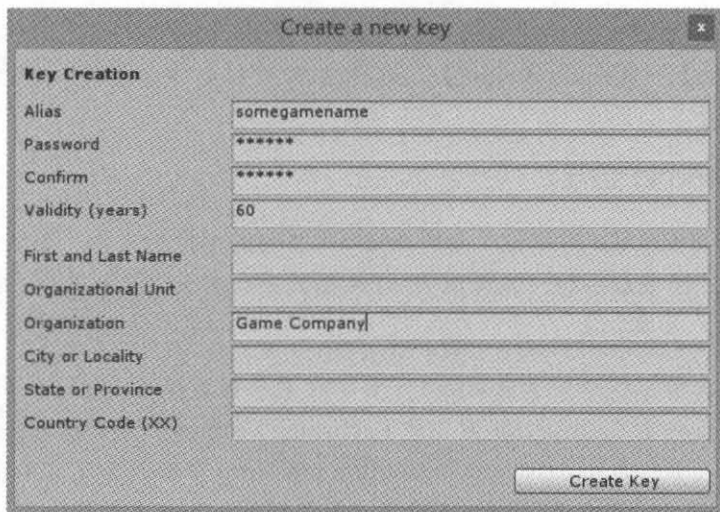 Create a new key x
Key Creation
Alias somegamename
Password ******
Confirm ******
Validity (years) 60
First and Last Name
Organizational Unit
Organization Game Company
City or Locality
State or Province
Country Code (XX)
Create Key